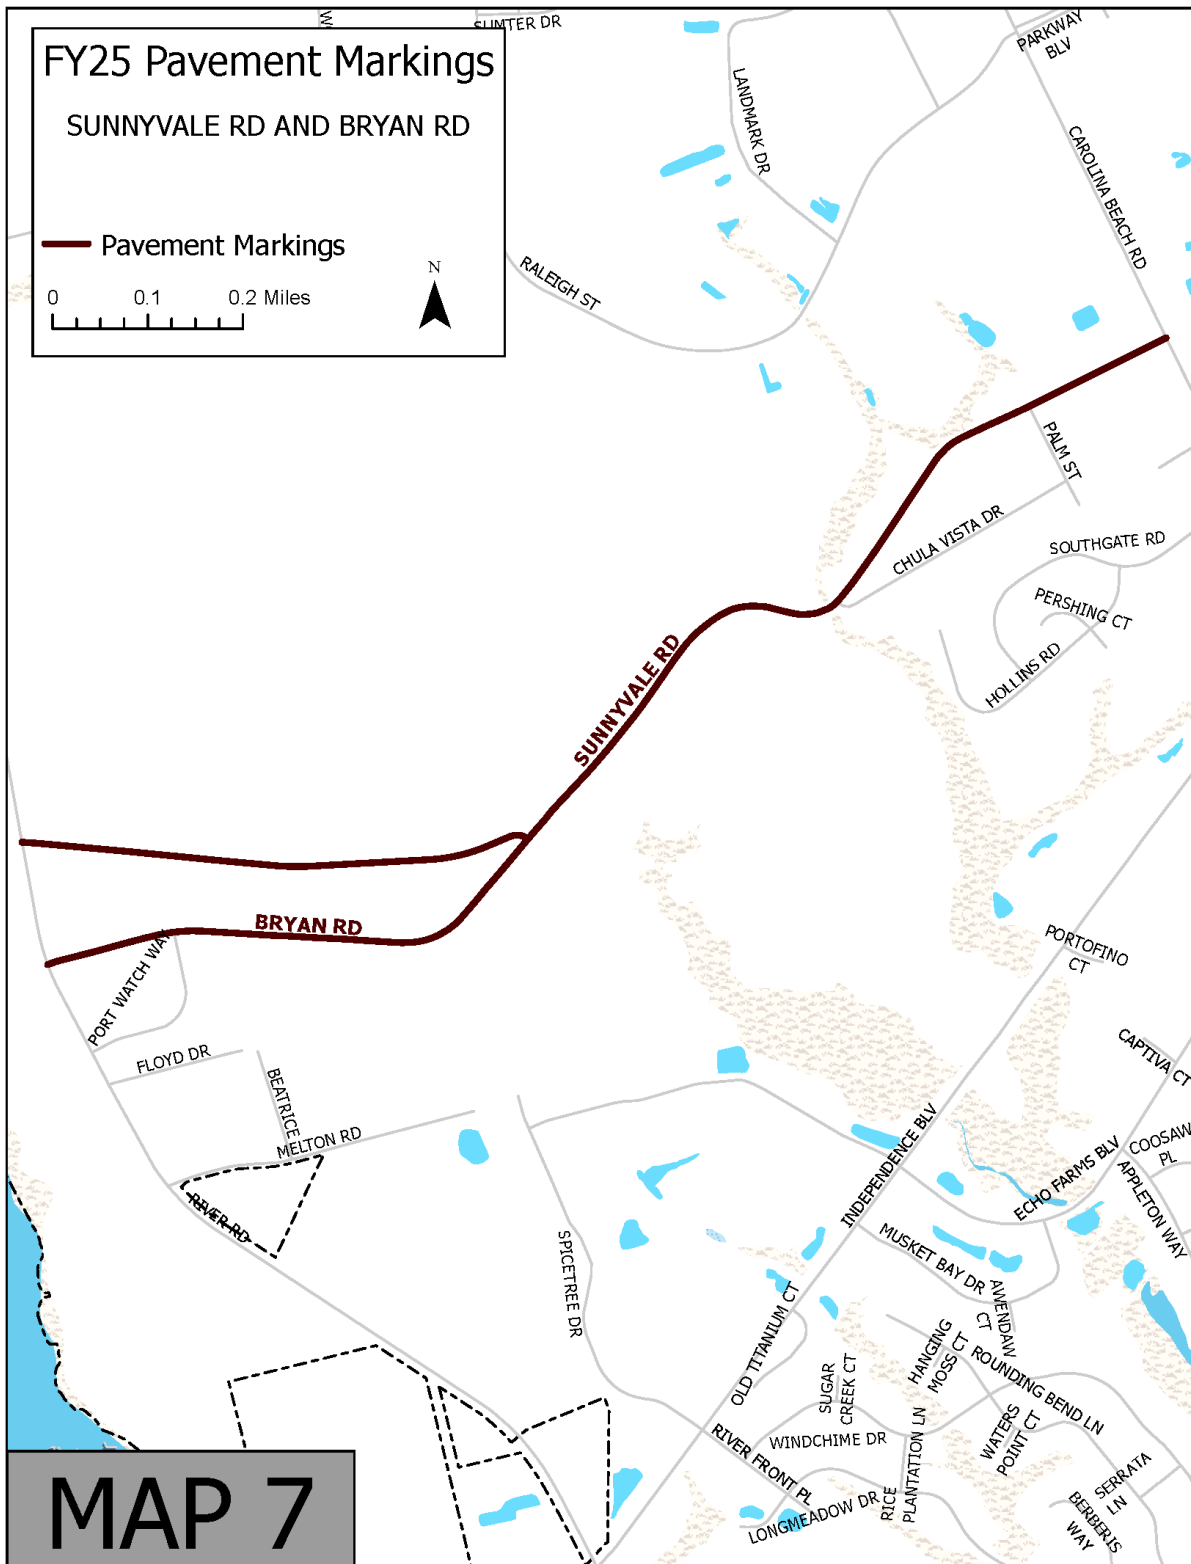 W
SUMTER DR
PARKWAY
BLV
FY25 Pavement Markings
SUNNYVALE RD AND BRYAN RD
Pavement Markings
N
0 0.1 0.2 Miles
LANDMARK DR
CAROLINA BEACH RD
RALEIGH ST
PALM ST
CHULA VISTA DR
SOUTHGATE RD
PERSHING CT
HOLLINS RD
SUNNYVALE RD
BRYAN RD
PORT WATCH WAY
PORTOFINO
CT
FLOYD DR
BEATRICE
MELTON RD
CAPTIVA CT
INDEPENDENCE BLV
ECHO FARMS BLV
COOSAW
PL
APPLETON WAY
RIVER RD
SPICETREE DR
MUSKET BAY DR
AWENDAW
CT
OLD TITANIUM CT
HANGING
MOSS CT
ROUNDING BEND LN
SUGAR
CREEK CT
WATERS
POINT CT
WINDCHIME DR
RIVER FRONT PL
RICE
PLANTATION LN
LONGMEADOW DR
SERRATA
LN
BERBERIS
WAY
MAP 7